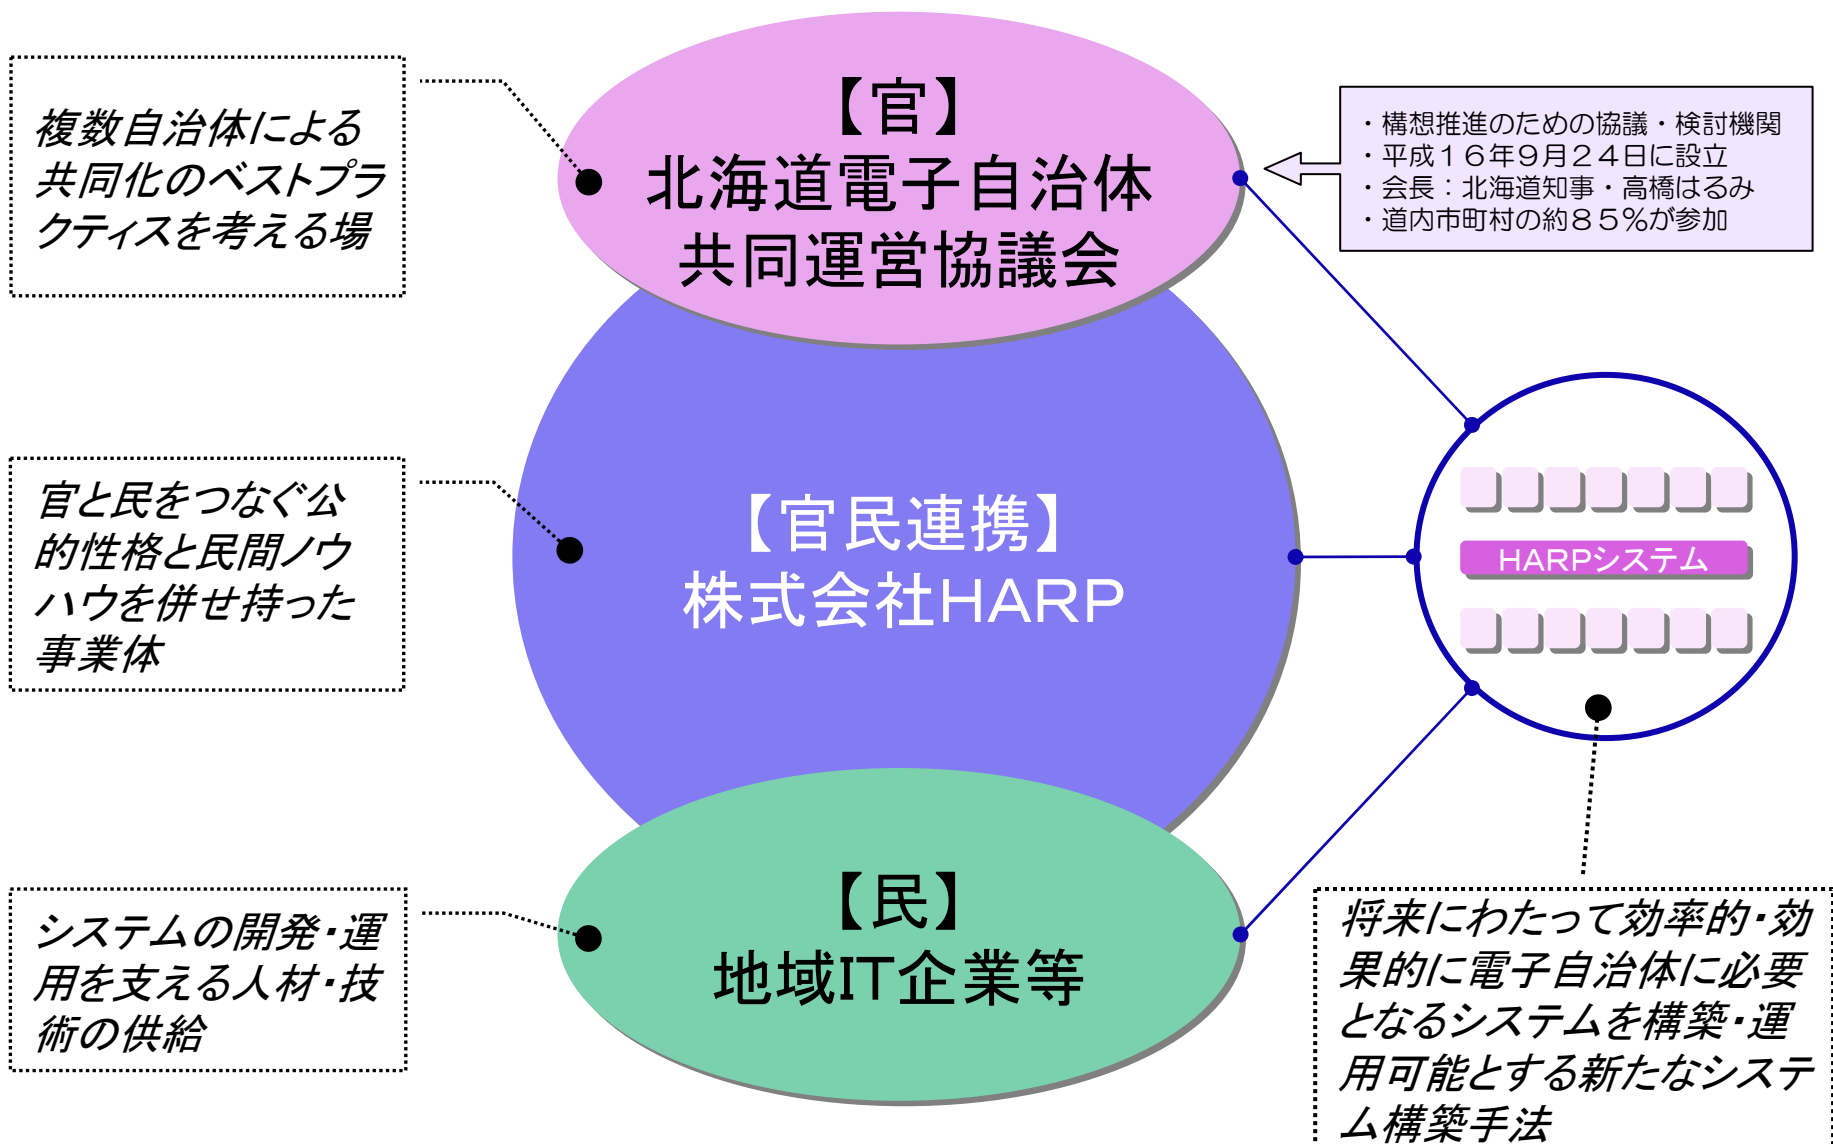 複数自治体による
共同化のベストプラ
クティスを考える場
【官】
北海道電子自治体
共同運営協議会
・構想推進のための協議・検討機関
・平成１６年９月２４日に設立
・会長：北海道知事・高橋はるみ
・道内市町村の約８５％が参加
官と民をつなぐ公
的性格と民間ノウ
ハウを併せ持った
事業体
【官民連携】
株式会社HARP
HARPシステム
システムの開発・運
用を支える人材・技
術の供給
【民】
地域IT企業等
将来にわたって効率的・効
果的に電子自治体に必要
となるシステムを構築・運
用可能とする新たなシステ
ム構築手法